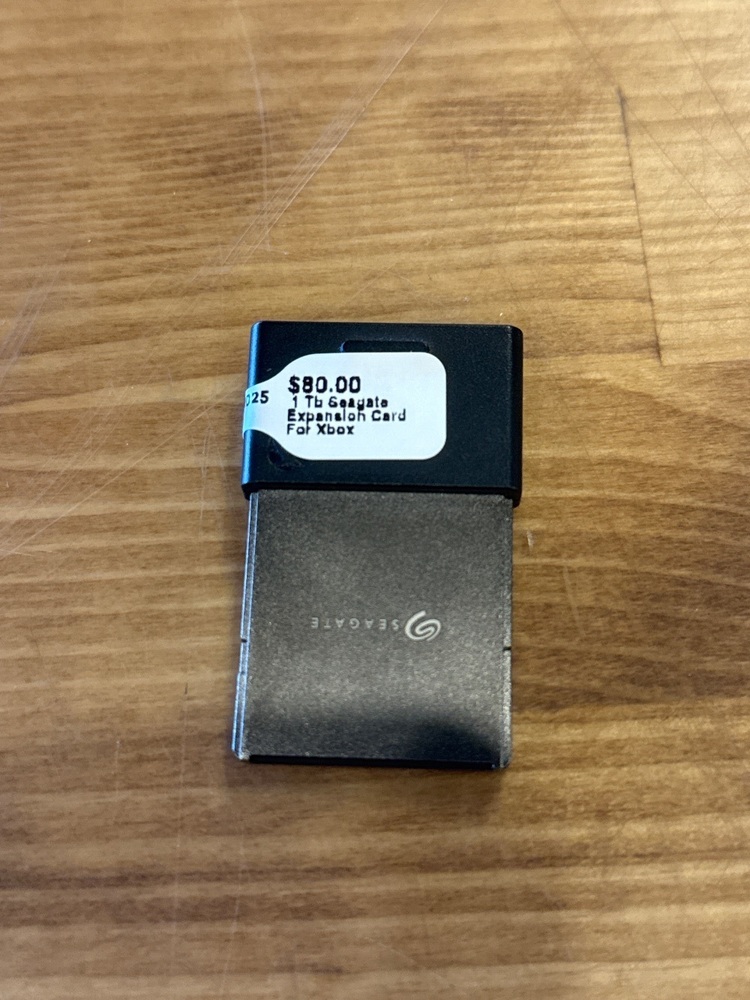 $80.00
1 Tb Seagate
Expansion Card
For Xbox
025
SEAGATE